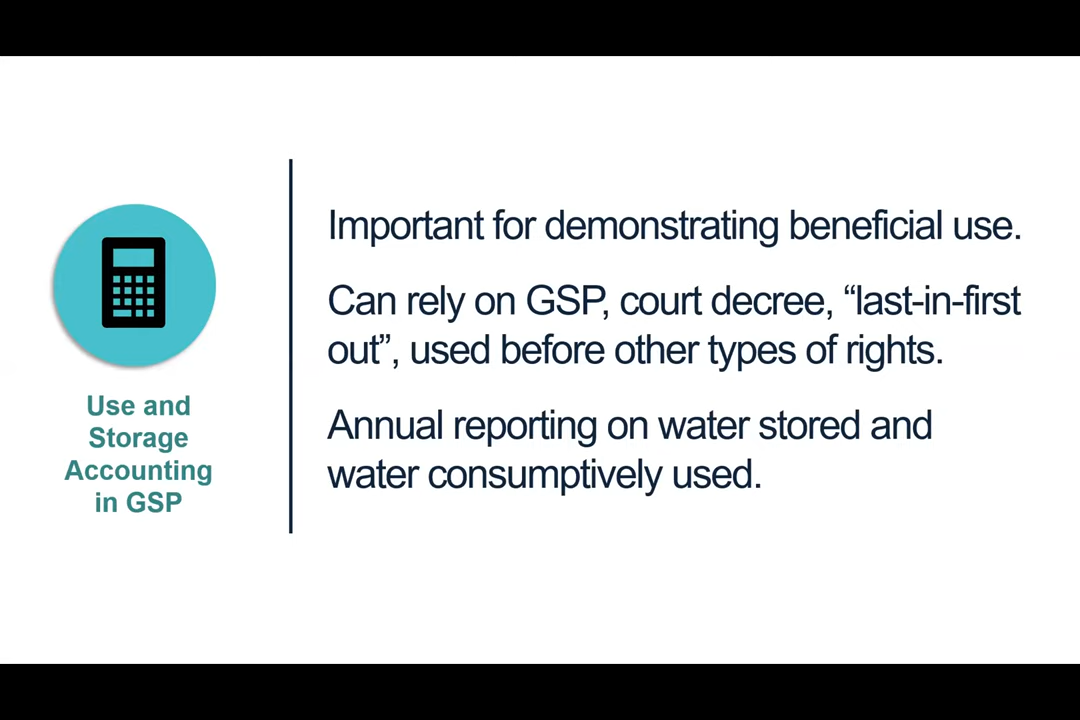 Use and
Storage
Accounting
in GSP
Important for demonstrating beneficial use.
Can rely on GSP, court decree, “last-in-first
out”, used before other types of rights.
Annual reporting on water stored and
water consumptively used.